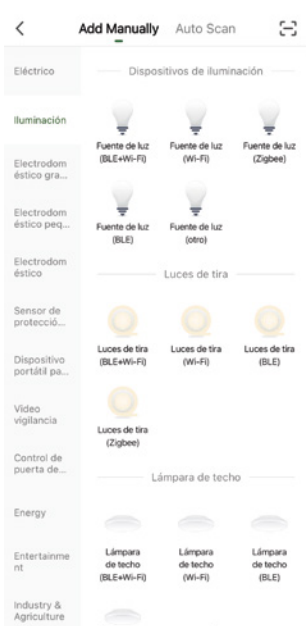 Add Manually
Auto Scan
Eléctrico
Iluminación
Electrodom
éstico gra...
Electrodom
éstico peq...
Electrodom
éstico
Sensor de
protecció...
Dispositivo
portátil pa...
Video
vigilancia
Control de
puerta de...
Energy
Entertainme
nt
Industry &
Agriculture
Dispositivos de iluminación
Fuente de luz
(BLE+Wi-Fi)
Fuente de luz
(Wi-Fi)
Fuente de luz
(Zigbee)
Fuente de luz
(BLE)
Fuente de luz
(otro)
Luces de tira
Luces de tira
(BLE+Wi-Fi)
Luces de tira
(Wi-Fi)
Luces de tira
(BLE)
Luces de tira
(Zigbee)
Lámpara de techo
Lámpara
de techo
(BLE+Wi-Fi)
Lámpara
de techo
(Wi-Fi)
Lámpara
de techo
(BLE)